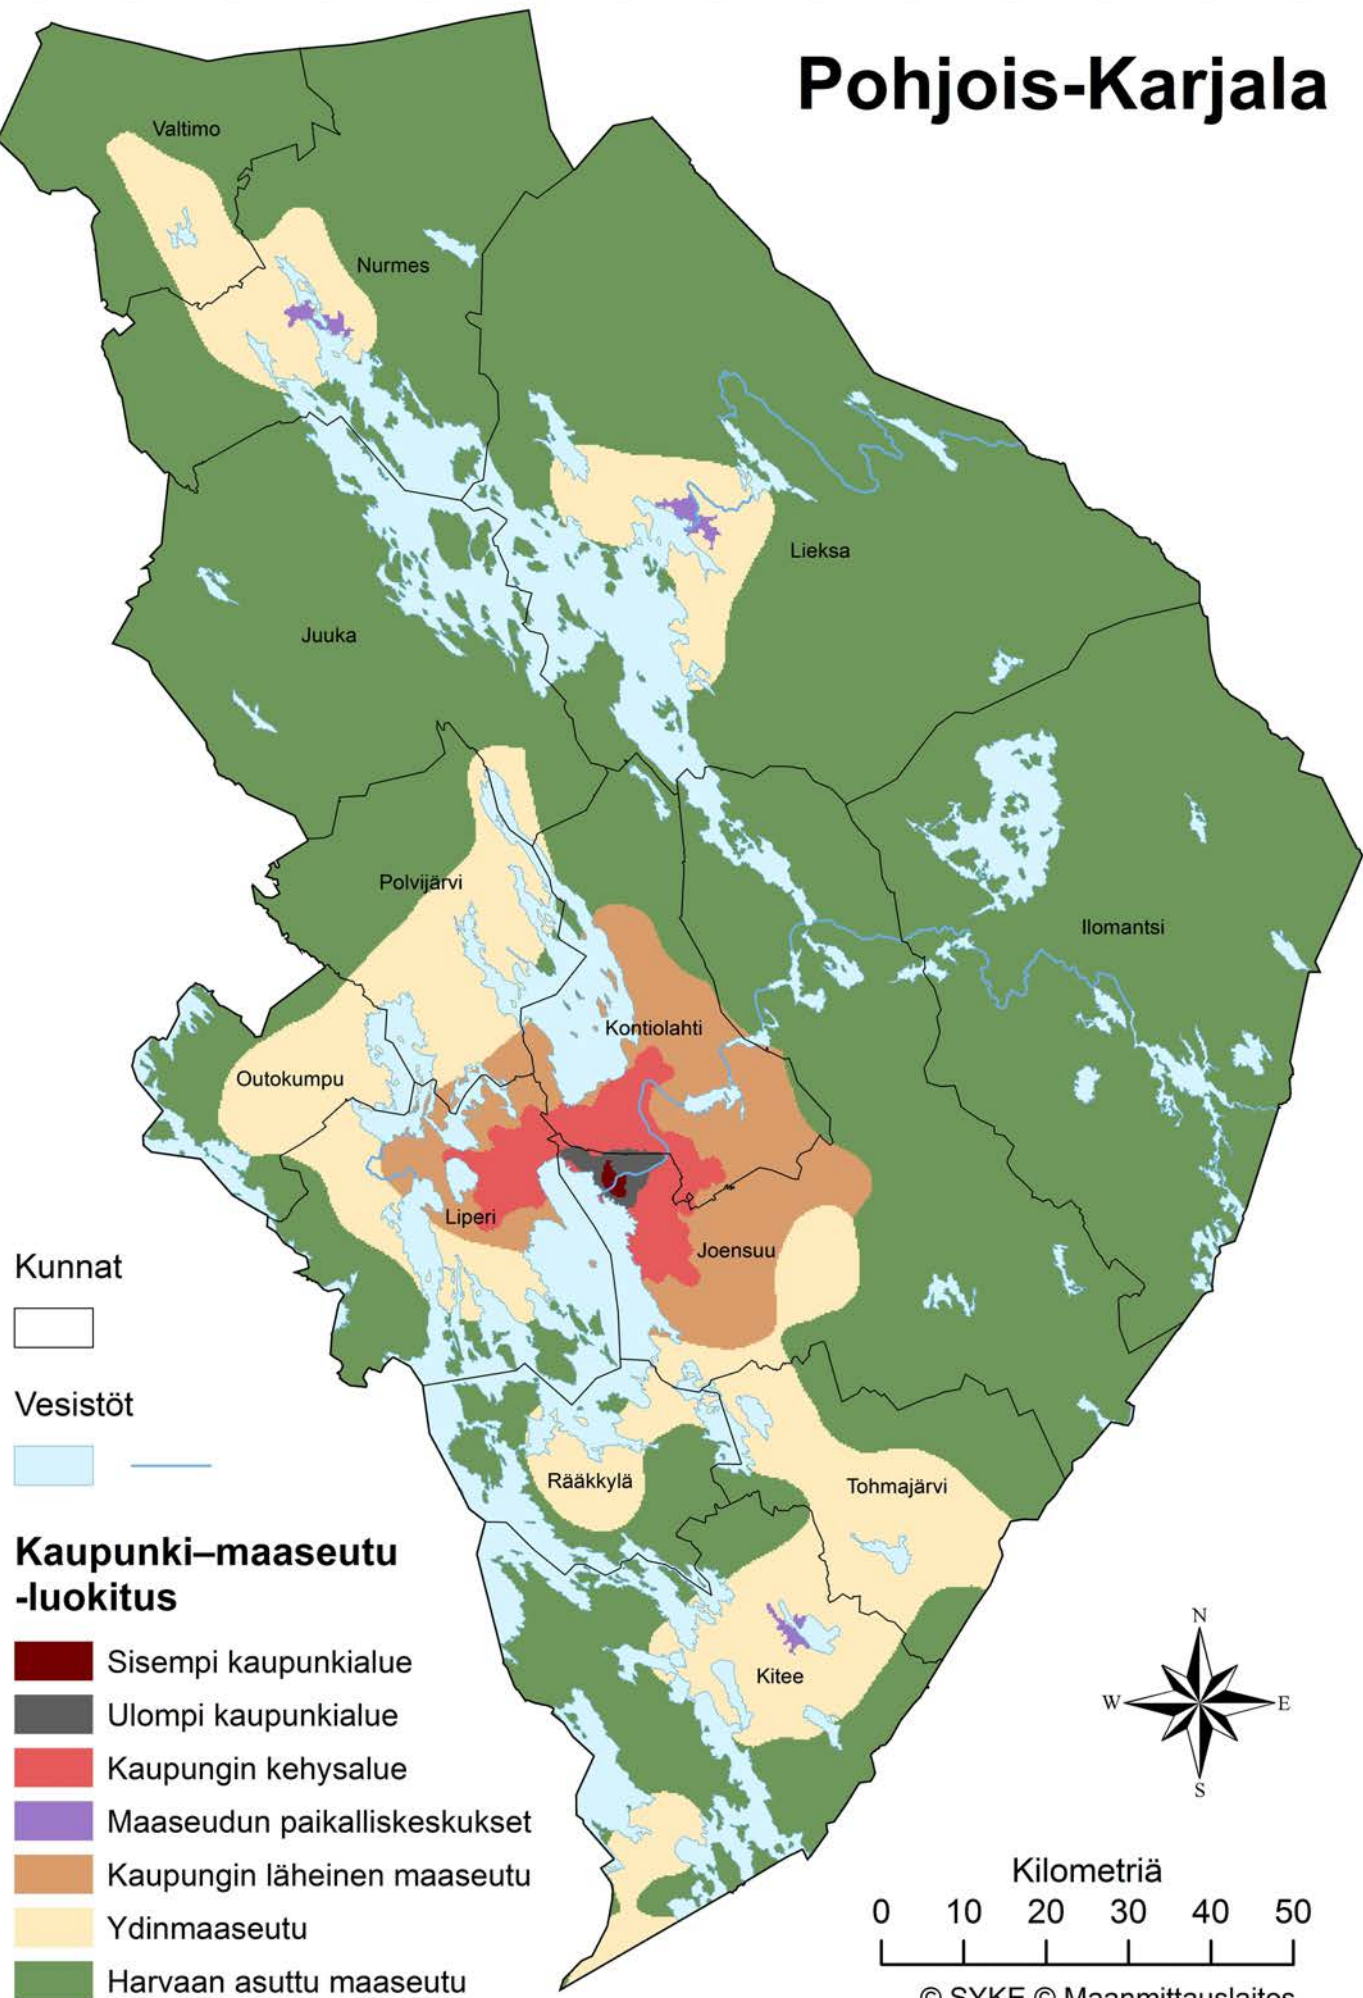 Pohjois-Karjala
Valtimo
Nurmes
Lieksa
Juuka
Polvijärvi
Ilomantsi
Kontiolahti
Outokumpu
Liperi
Joensuu
Rääkkylä
Tohmajärvi
Kitee
Kunnat
Vesistöt
Kaupunki–maaseutu
-luokitus
Sisempi kaupunkialue
Ulompi kaupunkialue
Kaupungin kehysalue
Maaseudun paikalliskeskukset
Kaupungin läheinen maaseutu
Ydinmaaseutu
Harvaan asuttu maaseutu
N
W E
S
Kilometriä
0 10 20 30 40 50
© SYKE © Maanmittauslaitos